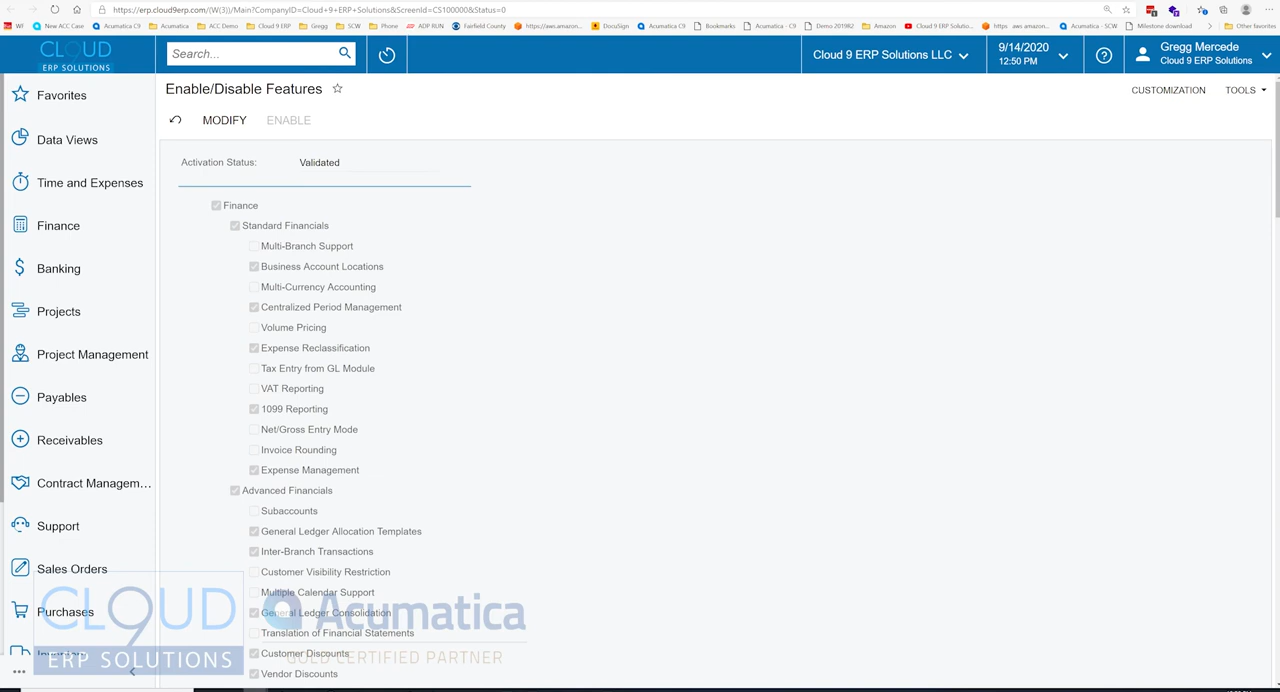 https://erp.cloud9erp.com/(W(3))/Main?CompanyID=Cloud+9+ERP+Solutions&ScreenId=CS100000&Status=0
WF New ACC Case Acumatica C9 Acumatica ACC Demo Cloud 9 ERP Gregg SCW Phone ADP RUN Fairfield County https://aws.amazon... DocuSign Acumatica C9 Bookmarks Acumatica - C9 Demo 2019R2 Amazon Cloud 9 ERP Solutio... https aws amazon... Acumatica - SCW Milestone download Other favorites
CLOUD
ERP SOLUTIONS
Search...
Cloud 9 ERP Solutions LLC
9/14/2020
12:50 PM
Gregg Mercede
Cloud 9 ERP Solutions
Favorites
Data Views
Time and Expenses
Finance
Banking
Projects
Project Management
Payables
Receivables
Contract Managem...
Support
Sales Orders
Purchases
Enable/Disable Features
CUSTOMIZATION TOOLS
MODIFY ENABLE
Activation Status: Validated
Finance
Standard Financials
Multi-Branch Support
Business Account Locations
Multi-Currency Accounting
Centralized Period Management
Volume Pricing
Expense Reclassification
Tax Entry from GL Module
VAT Reporting
1099 Reporting
Net/Gross Entry Mode
Invoice Rounding
Expense Management
Advanced Financials
Subaccounts
General Ledger Allocation Templates
Inter-Branch Transactions
Customer Visibility Restriction
Multiple Calendar Support
General Ledger Consolidation
Translation of Financial Statements
Customer Discounts
Vendor Discounts
CLOUD 9
ERP SOLUTIONS
Acumatica
GOLD CERTIFIED PARTNER